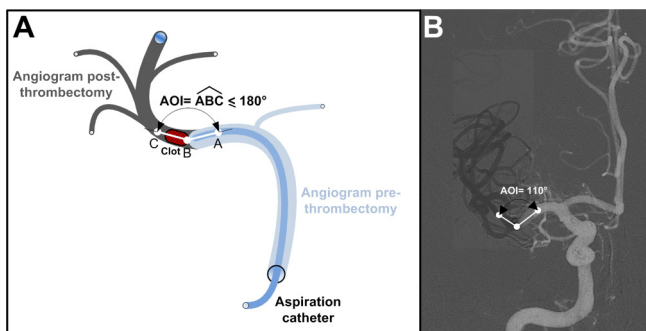 A
Angiogram post-
thrombectomy
AOI= ABC ⩽ 180°
C
Clot
B
A
Angiogram pre-
thrombectomy
Aspiration
catheter
B
AOI= 110°